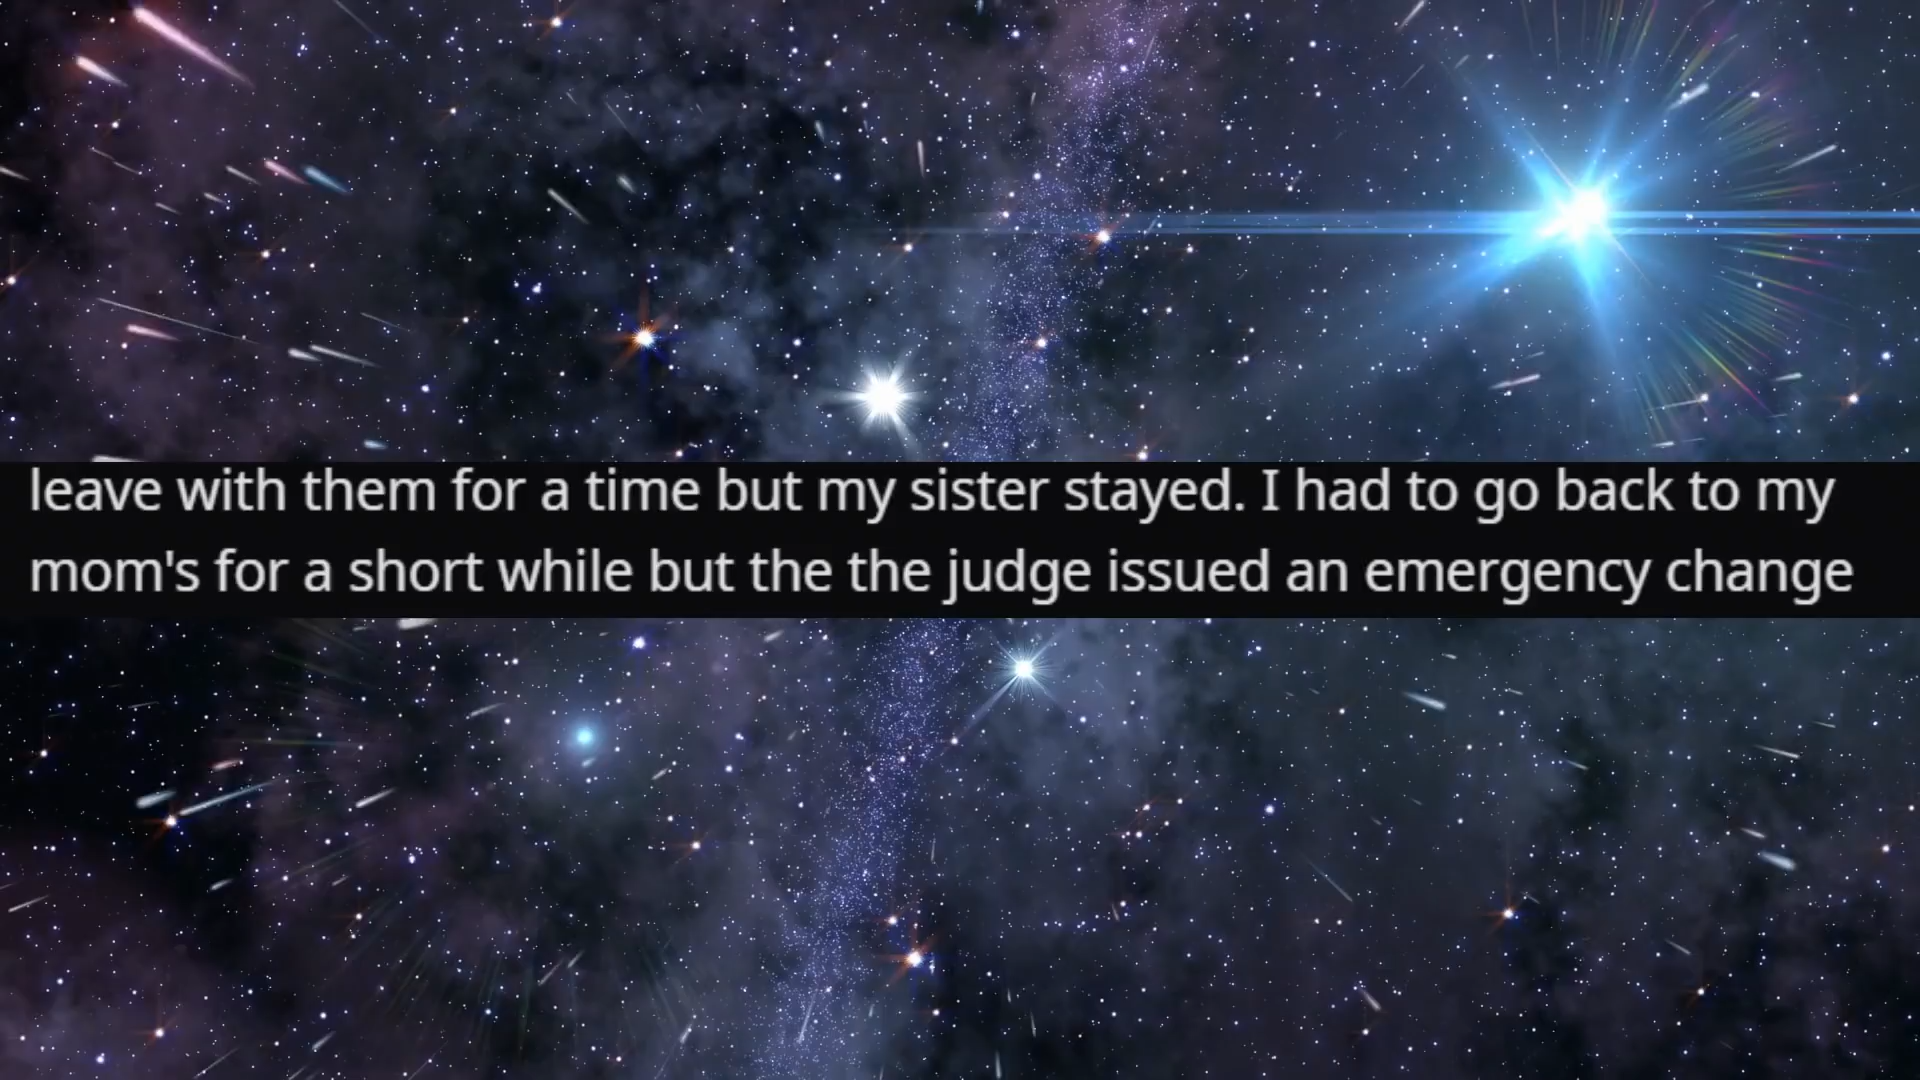 leave with them for a time but my sister stayed. I had to go back to my
mom's for a short while but the the judge issued an emergency change